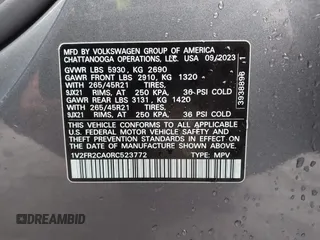 MFD. BY VOLKSWAGEN GROUP OF AMERICA
CHATTANOOGA OPERATIONS, LLC. USA 09/2023
GVWR LBS 5930, KG 2690
GAWR FRONT LBS 2910, KG 1320
WITH 265/45R21 TIRES,
9JX21 RIMS, AT 250 KPA, 36 PSI COLD
GAWR REAR LBS 3131, KG 1420
WITH 265/45R21 TIRES,
9JX21 RIMS, AT 250 KPA, 36 PSI COLD
THIS VEHICLE CONFORMS TO ALL APPLICABLE
FEDERAL MOTOR VEHICLE SAFETY AND
THEFT PREVENTION STANDARDS IN EFFECT
ON THE DATE OF MANUFACTURE SHOWN ABOVE.
1V2FR2CA0RC523772 TYPE: MPV
3938896 1
DREAMBID